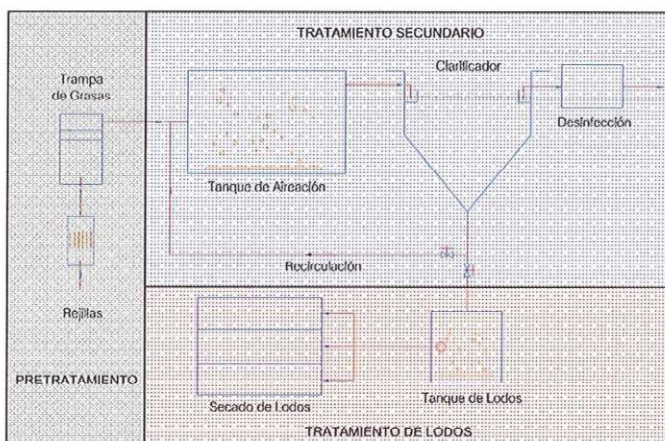 TRATAMIENTO SECUNDARIO
Trampa
de Grasas
Clarificador
Desinfección
Tanque de Aireación
Recirculación
Rejillas
PRETRATAMIENTO
Secado de Lodos
Tanque de Lodos
TRATAMIENTO DE LODOS